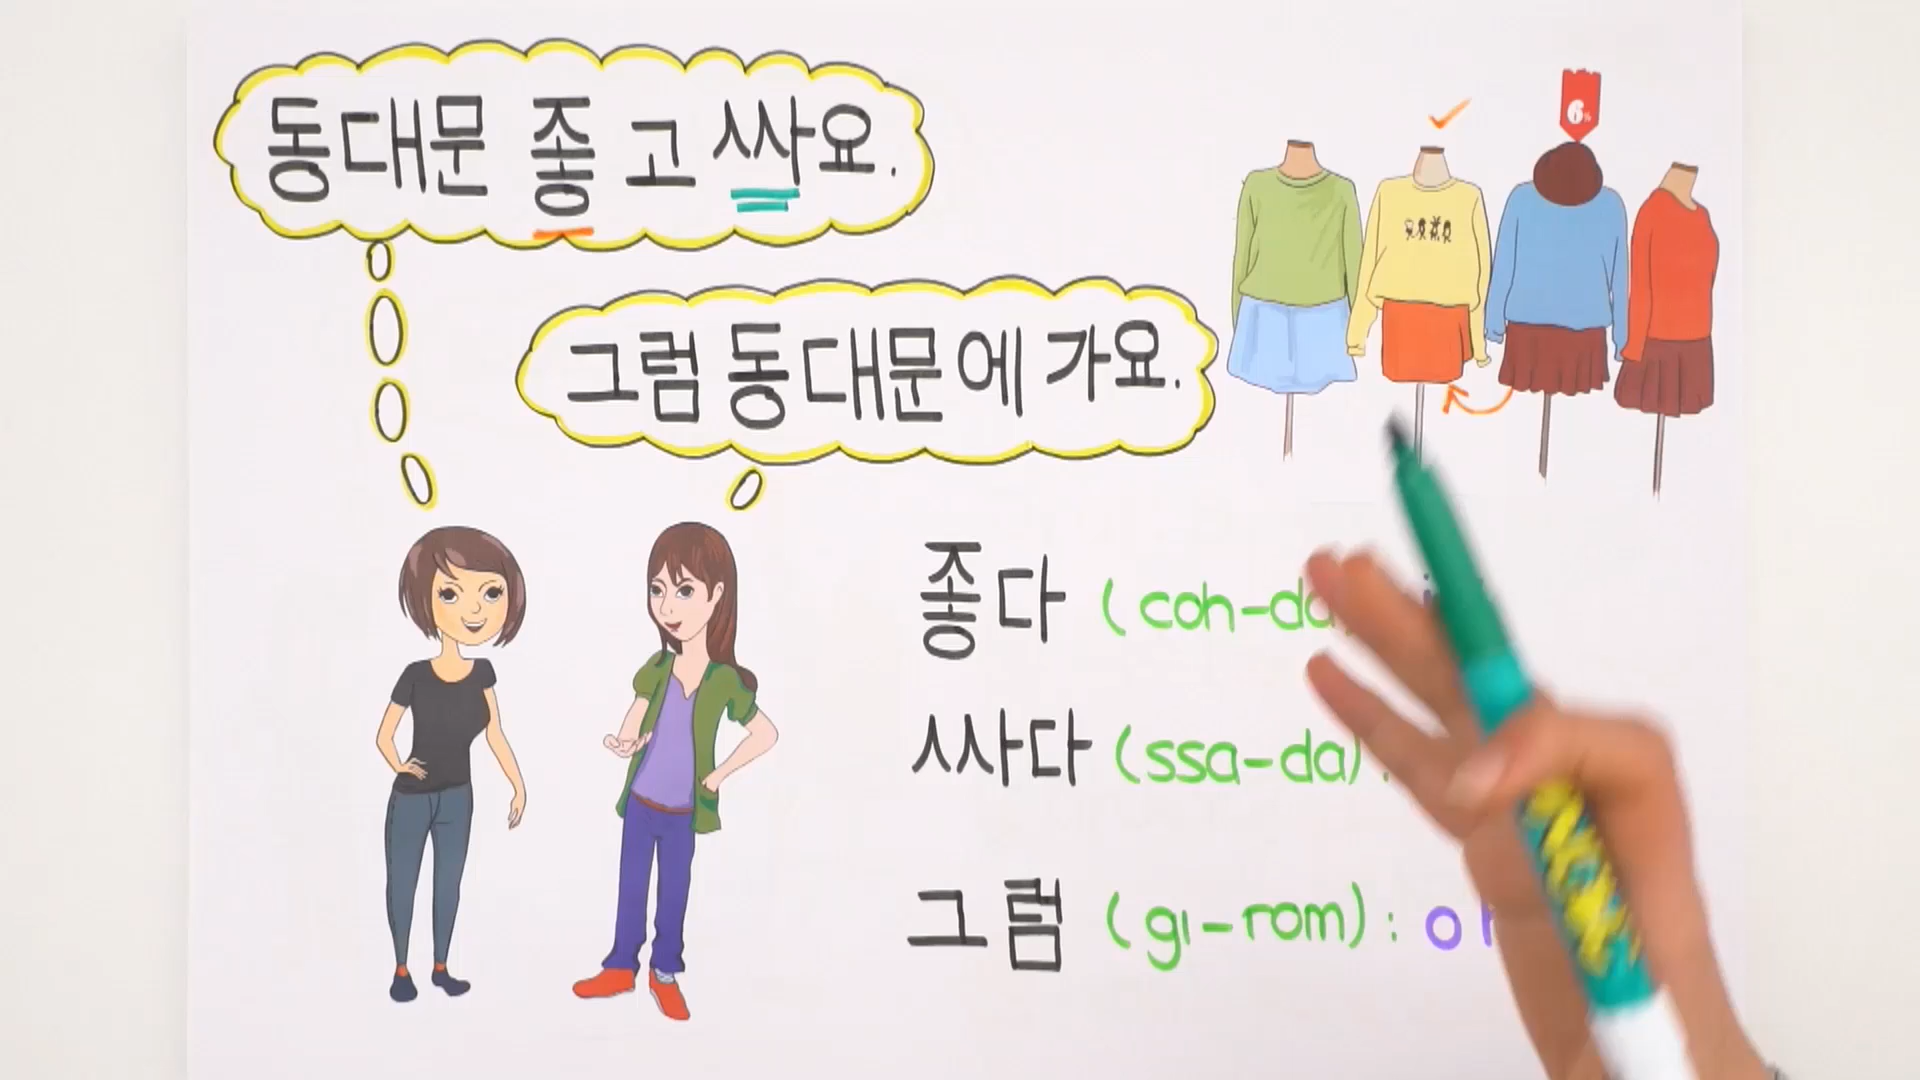 동대문 좋고 싸요.
그럼 동대문에 가요.
6%
좋다 (coh-da
싸다 (ssa-da) :
그럼 (gi-rom) : o